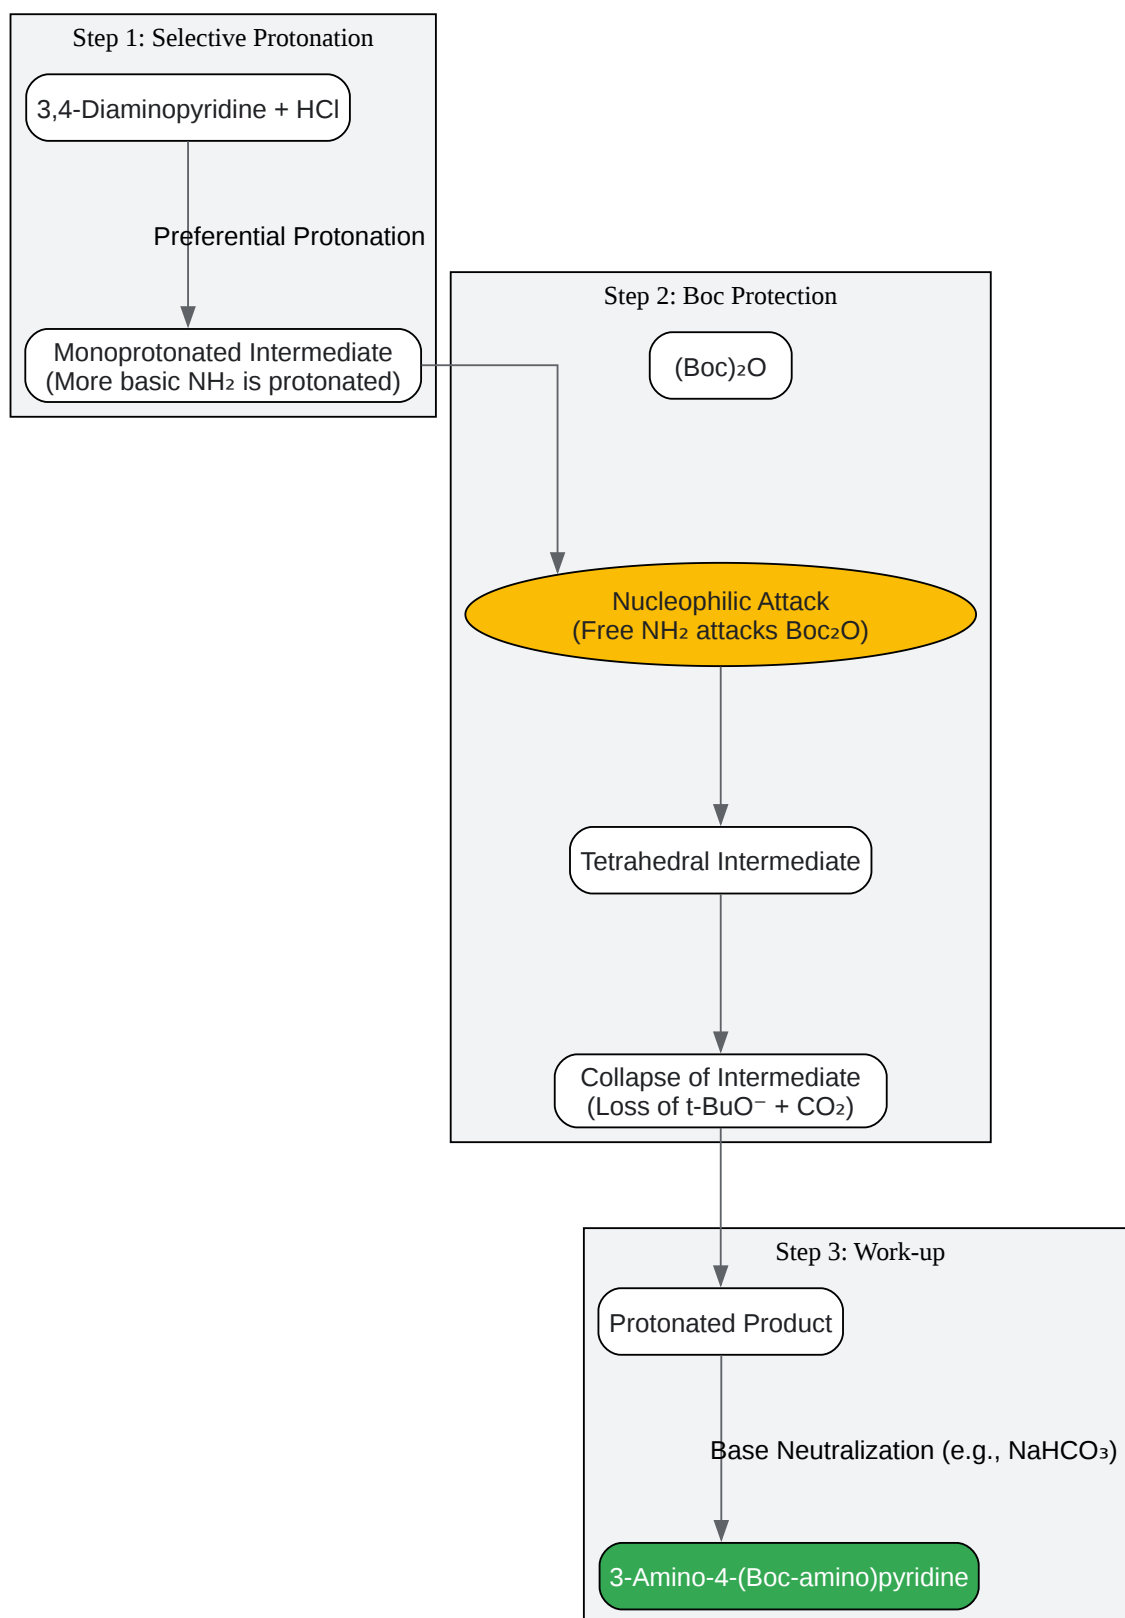 Step 1: Selective Protonation
3,4-Diaminopyridine + HCl
Preferential Protonation
Monoprotonated Intermediate
(More basic NH₂ is protonated)
Step 2: Boc Protection
(Boc)₂O
Nucleophilic Attack
(Free NH₂ attacks Boc₂O)
Tetrahedral Intermediate
Collapse of Intermediate
(Loss of t-BuO⁻ + CO₂)
Step 3: Work-up
Protonated Product
Base Neutralization (e.g., NaHCO₃)
3-Amino-4-(Boc-amino)pyridine